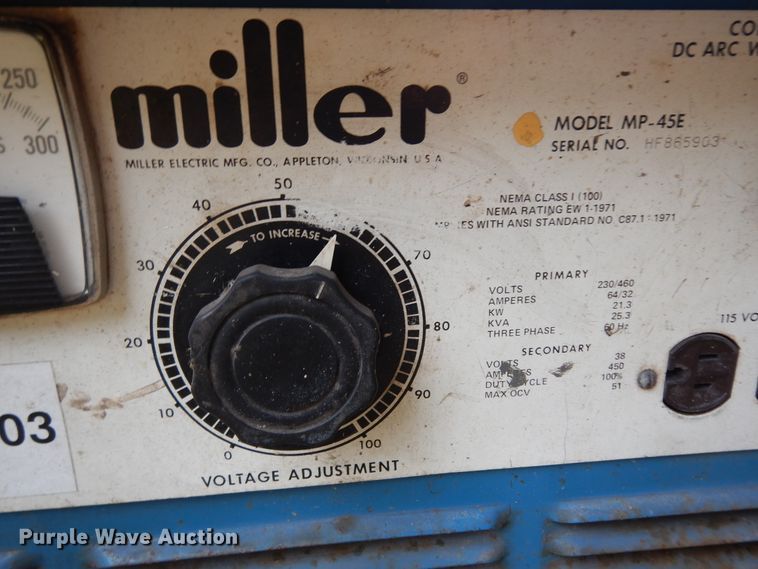 250
300
S
miller®
MILLER ELECTRIC MFG. CO., APPLETON, WISCONSIN U S A
CO
DC ARC W
MODEL MP-45E
SERIAL NO. HF865903
NEMA CLASS I (100)
NEMA RATING EW 1-1971
IES WITH ANSI STANDARD NO. C87.1-1971
PRIMARY
VOLTS 230/460
AMPERES 64/32
KW 21.3
KVA 25.3
THREE PHASE 60 Hz
SECONDARY
VOLTS 38
AMPERES 450
DUTY CYCLE 100%
MAX OCV 51
115 VO
TO INCREASE
0
10
20
30
40
50
70
80
90
100
VOLTAGE ADJUSTMENT
03
Purple Wave Auction